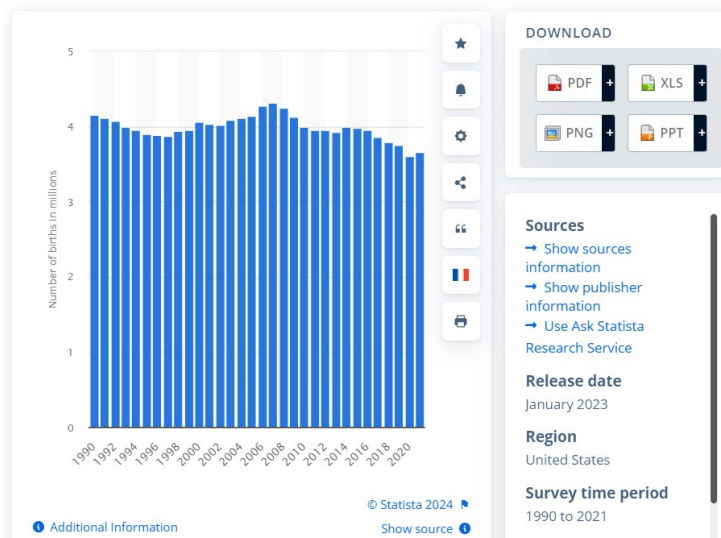 5
4
3
2
1
0
Number of births in millions
1990
1992
1994
1996
1998
2000
2002
2004
2006
2008
2010
2012
2014
2016
2018
2020
© Statista 2024
Additional Information
Show source
DOWNLOAD
PDF +
XLS +
PNG +
PPT +
Sources
→ Show sources
information
→ Show publisher
information
→ Use Ask Statista
Research Service
Release date
January 2023
Region
United States
Survey time period
1990 to 2021